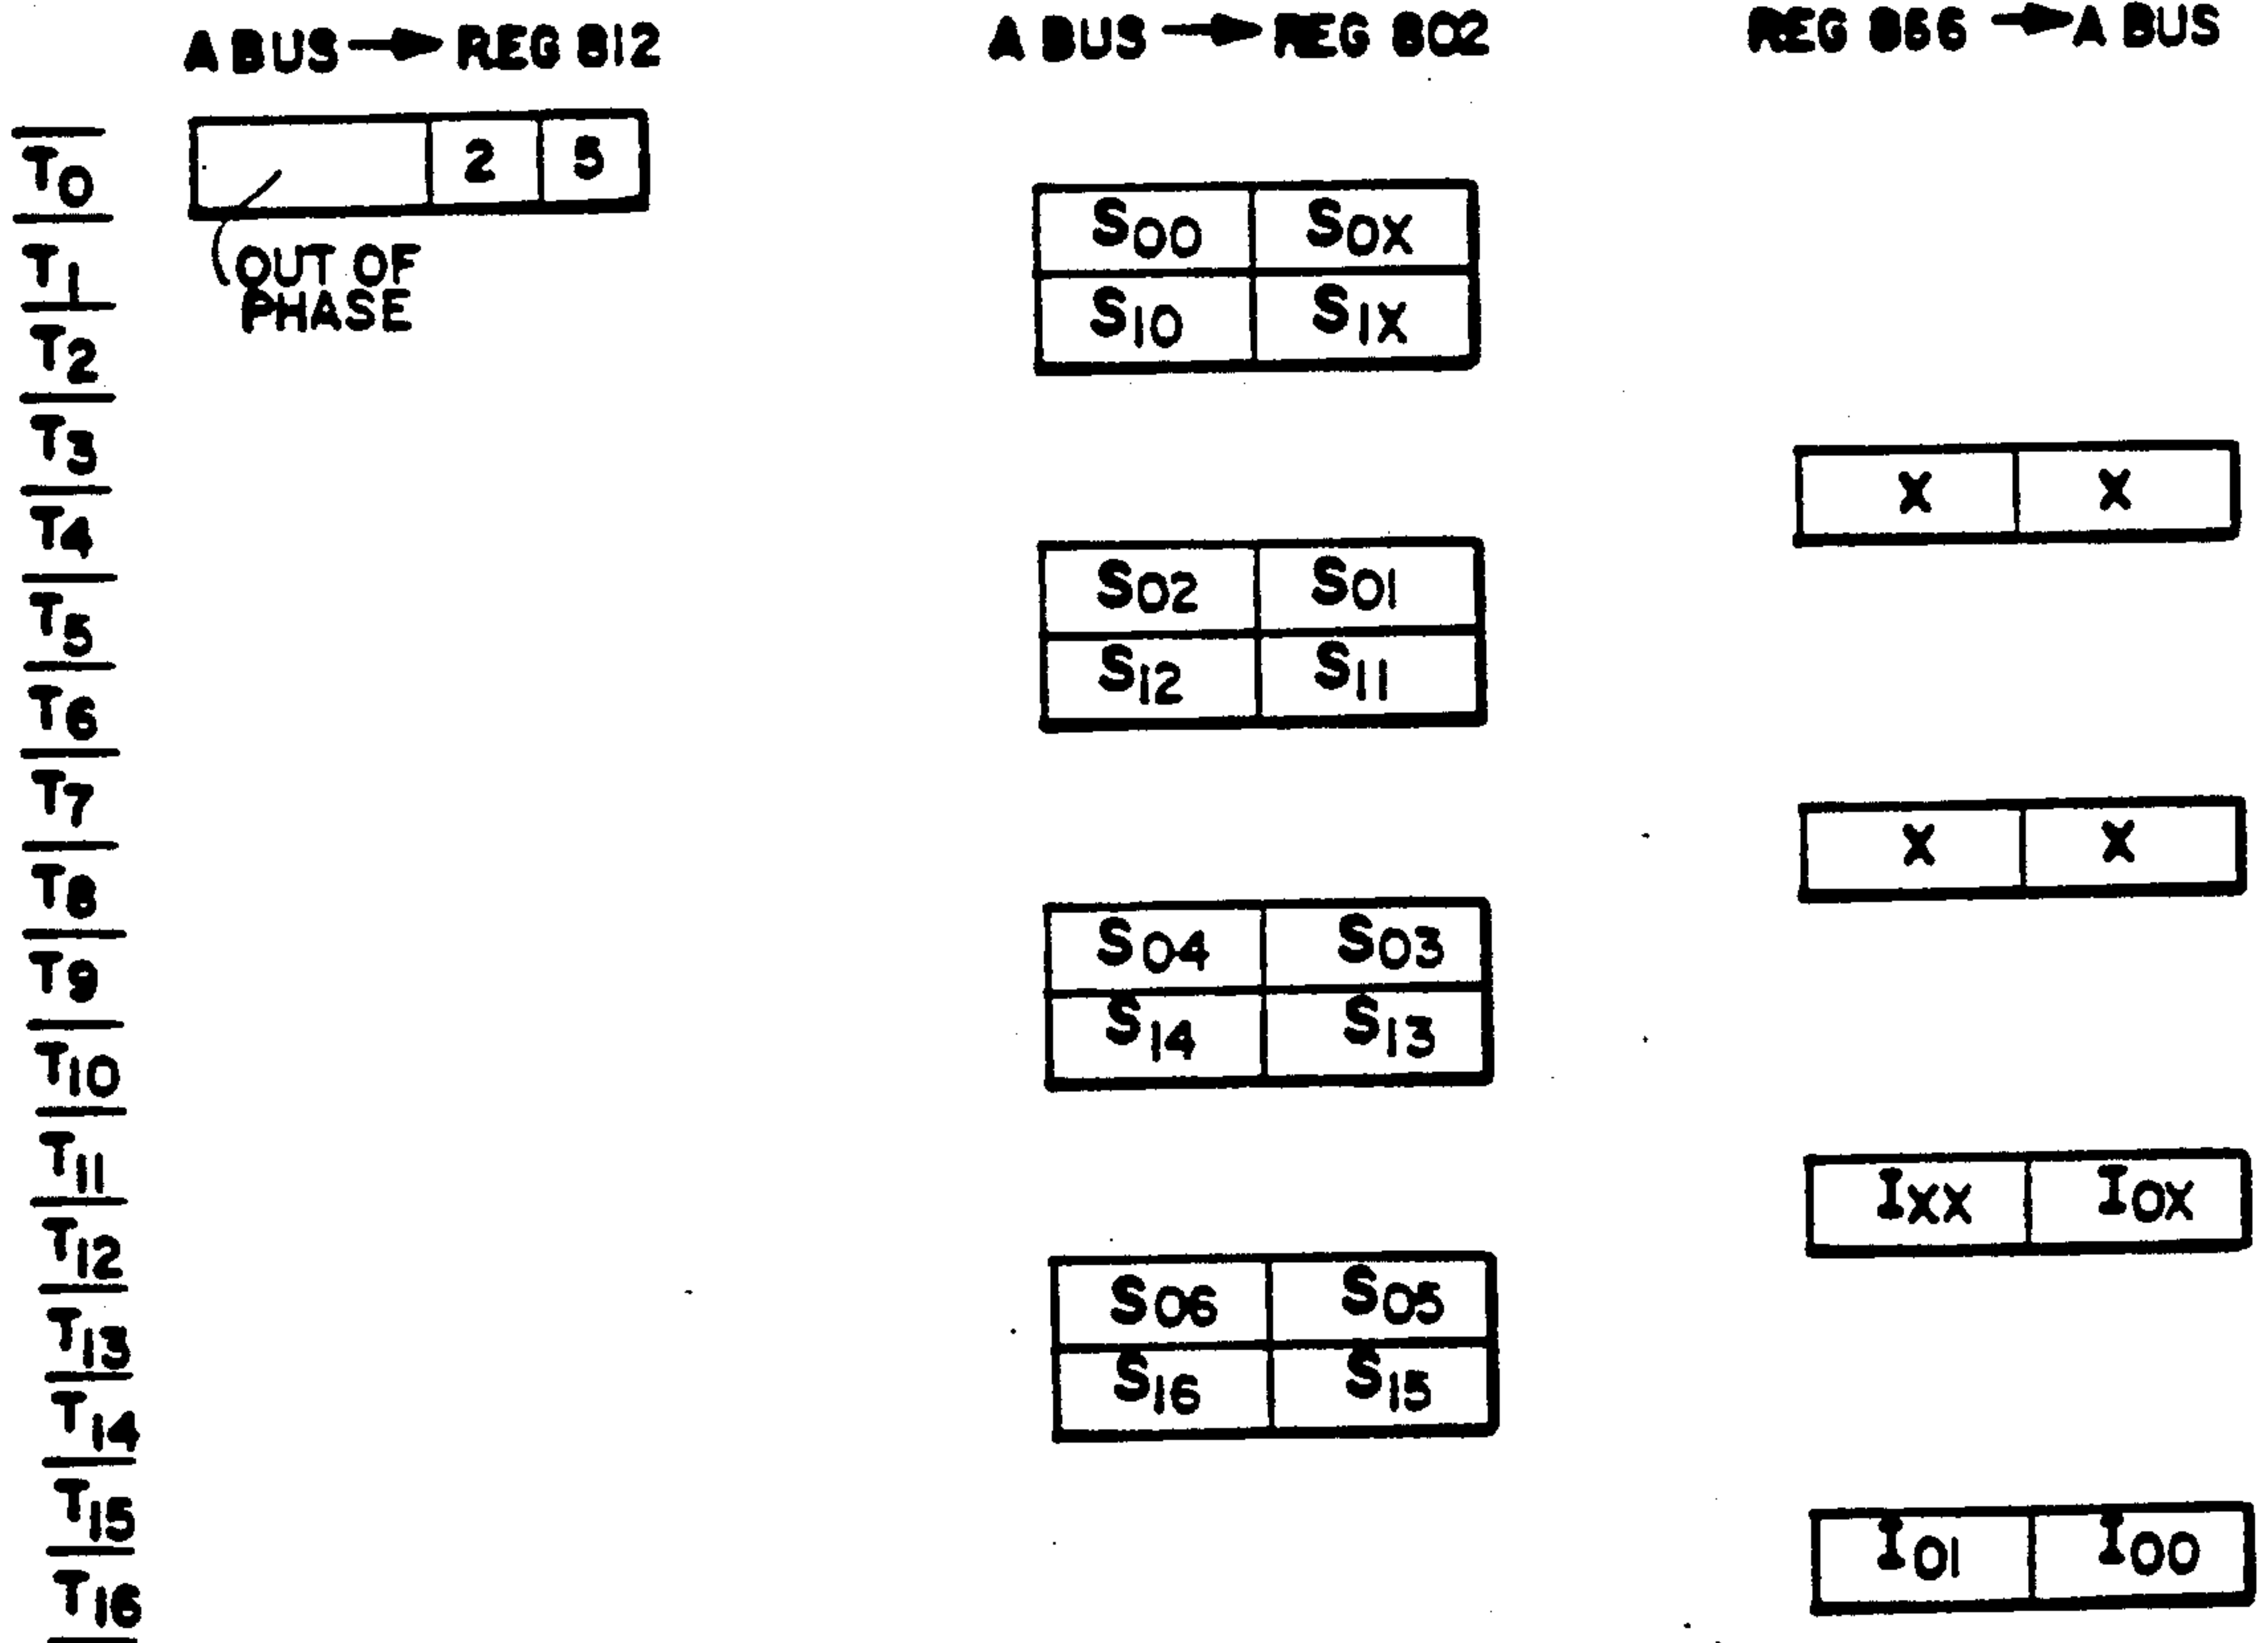 A BUS → REG 812 A BUS → REG 802 REG 856 → A BUS
T0 2 5
S00 S0X
T1 OUT OF
PHASE
S10 S1X
T2
T3
X X
T4
S02 S01
T5
S12 S11
T6
T7
X X
T8
S04 S03
T9
S14 S13
T10
T11
IXX I0X
T12
S06 S05
T13
S16 S15
T14
T15
I01 I00
T16